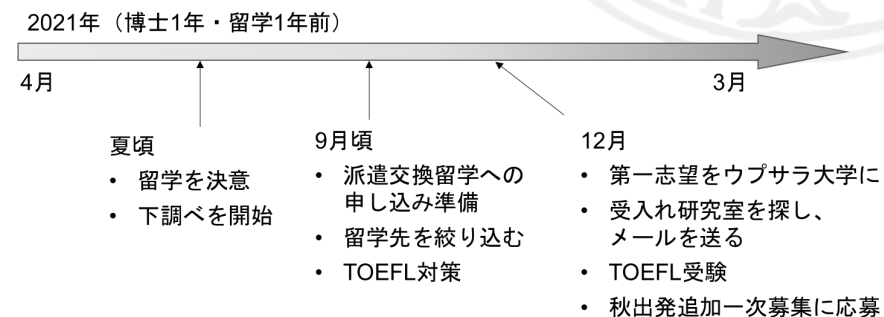 2021年（博士1年・留学1年前）
4月
3月
夏頃
• 留学を決意
• 下調べを開始
9月頃
• 派遣交換留学への
申し込み準備
• 留学先を絞り込む
• TOEFL対策
12月
• 第一志望をウプサラ大学に
• 受入れ研究室を探し、
メールを送る
• TOEFL受験
• 秋出発追加一次募集に応募